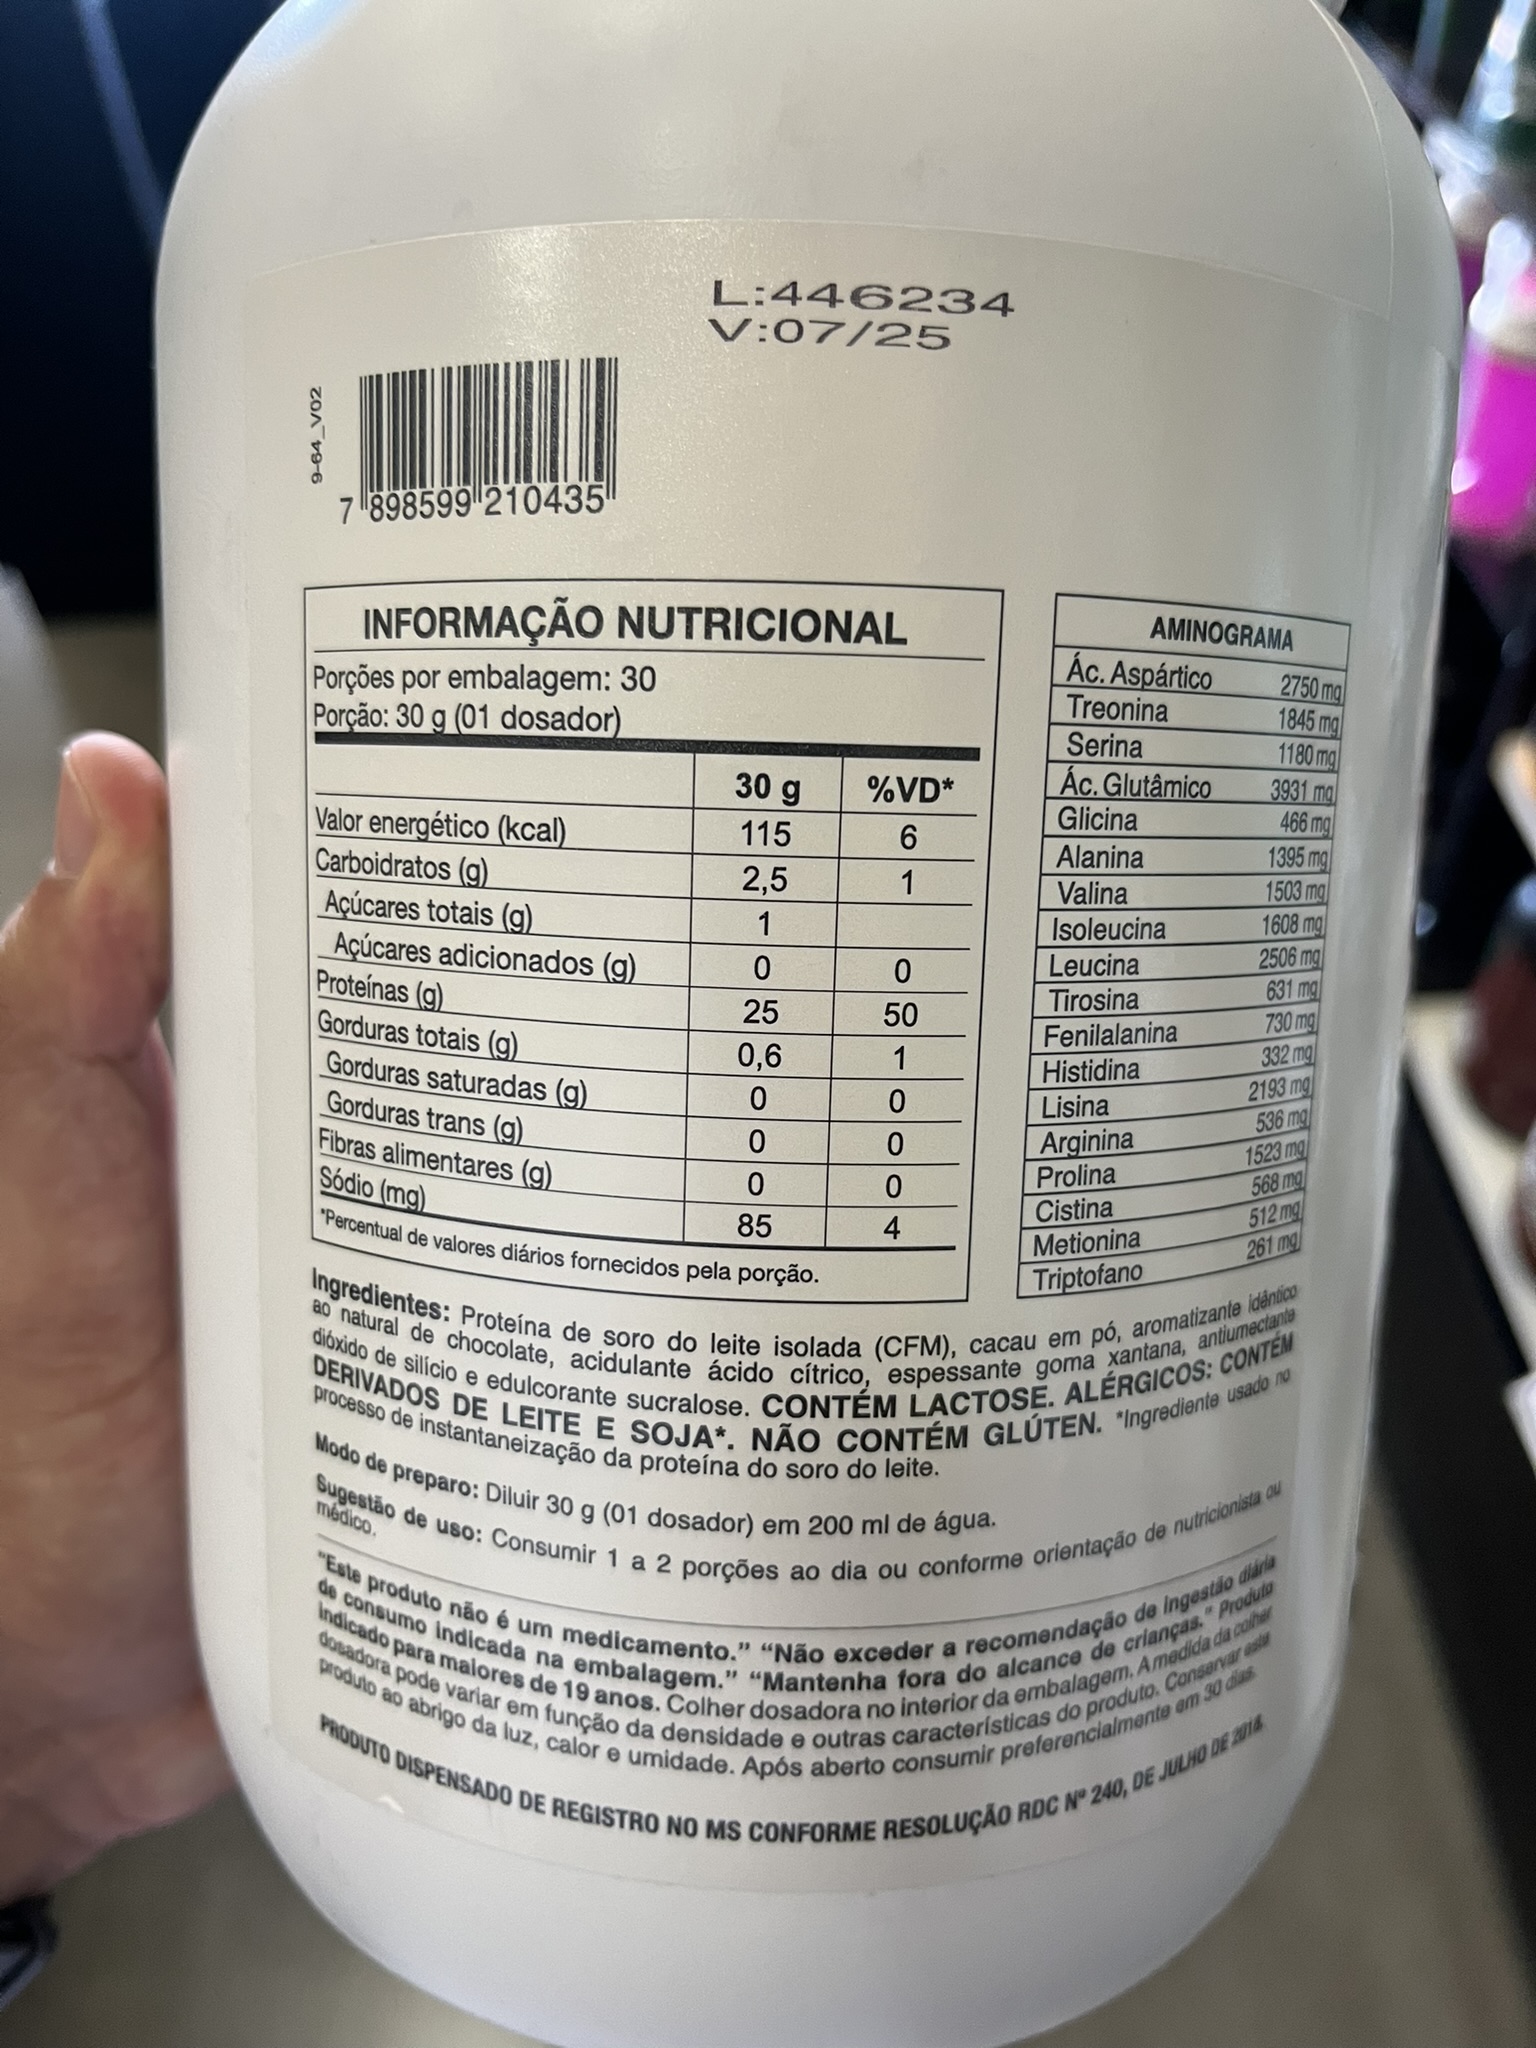 L:446234
V:07/25
9-64_V02
7 898599 210435
INFORMAÇÃO NUTRICIONAL
Porções por embalagem: 30
Porção: 30 g (01 dosador)
30 g %VD*
Valor energético (kcal) 115 6
Carboidratos (g) 2,5 1
Açúcares totais (g) 1
Açúcares adicionados (g) 0 0
Proteínas (g) 25 50
Gorduras totais (g) 0,6 1
Gorduras saturadas (g) 0 0
Gorduras trans (g) 0 0
Fibras alimentares (g) 0 0
Sódio (mg) 85 4
*Percentual de valores diários fornecidos pela porção.
AMINOGRAMA
Ác. Aspártico 2750 mg
Treonina 1845 mg
Serina 1180 mg
Ác. Glutâmico 3931 mg
Glicina 466 mg
Alanina 1395 mg
Valina 1503 mg
Isoleucina 1608 mg
Leucina 2506 mg
Tirosina 631 mg
Fenilalanina 730 mg
Histidina 332 mg
Lisina 2193 mg
Arginina 536 mg
Prolina 1523 mg
Cistina 568 mg
Metionina 512 mg
Triptofano 261 mg
Ingredientes: Proteína de soro do leite isolada (CFM), cacau em pó, aromatizante idêntico
ao natural de chocolate, acidulante ácido cítrico, espessante goma xantana, antiumectante
dióxido de silício e edulcorante sucralose. CONTÉM LACTOSE. ALÉRGICOS: CONTÉM
DERIVADOS DE LEITE E SOJA*. NÃO CONTÉM GLÚTEN. *Ingrediente usado no
processo de instantaneização da proteína do soro do leite.
Modo de preparo: Diluir 30 g (01 dosador) em 200 ml de água.
Sugestão de uso: Consumir 1 a 2 porções ao dia ou conforme orientação de nutricionista ou
médico.
"Este produto não é um medicamento." "Não exceder a recomendação de ingestão diária
de consumo indicada na embalagem." "Mantenha fora do alcance de crianças." Produto
indicado para maiores de 19 anos. Colher dosadora no interior da embalagem. A medida da colher
dosadora pode variar em função da densidade e outras características do produto. Conservar este
produto ao abrigo da luz, calor e umidade. Após aberto consumir preferencialmente em 30 dias.
PRODUTO DISPENSADO DE REGISTRO NO MS CONFORME RESOLUÇÃO RDC Nº 240, DE JULHO DE 2018.